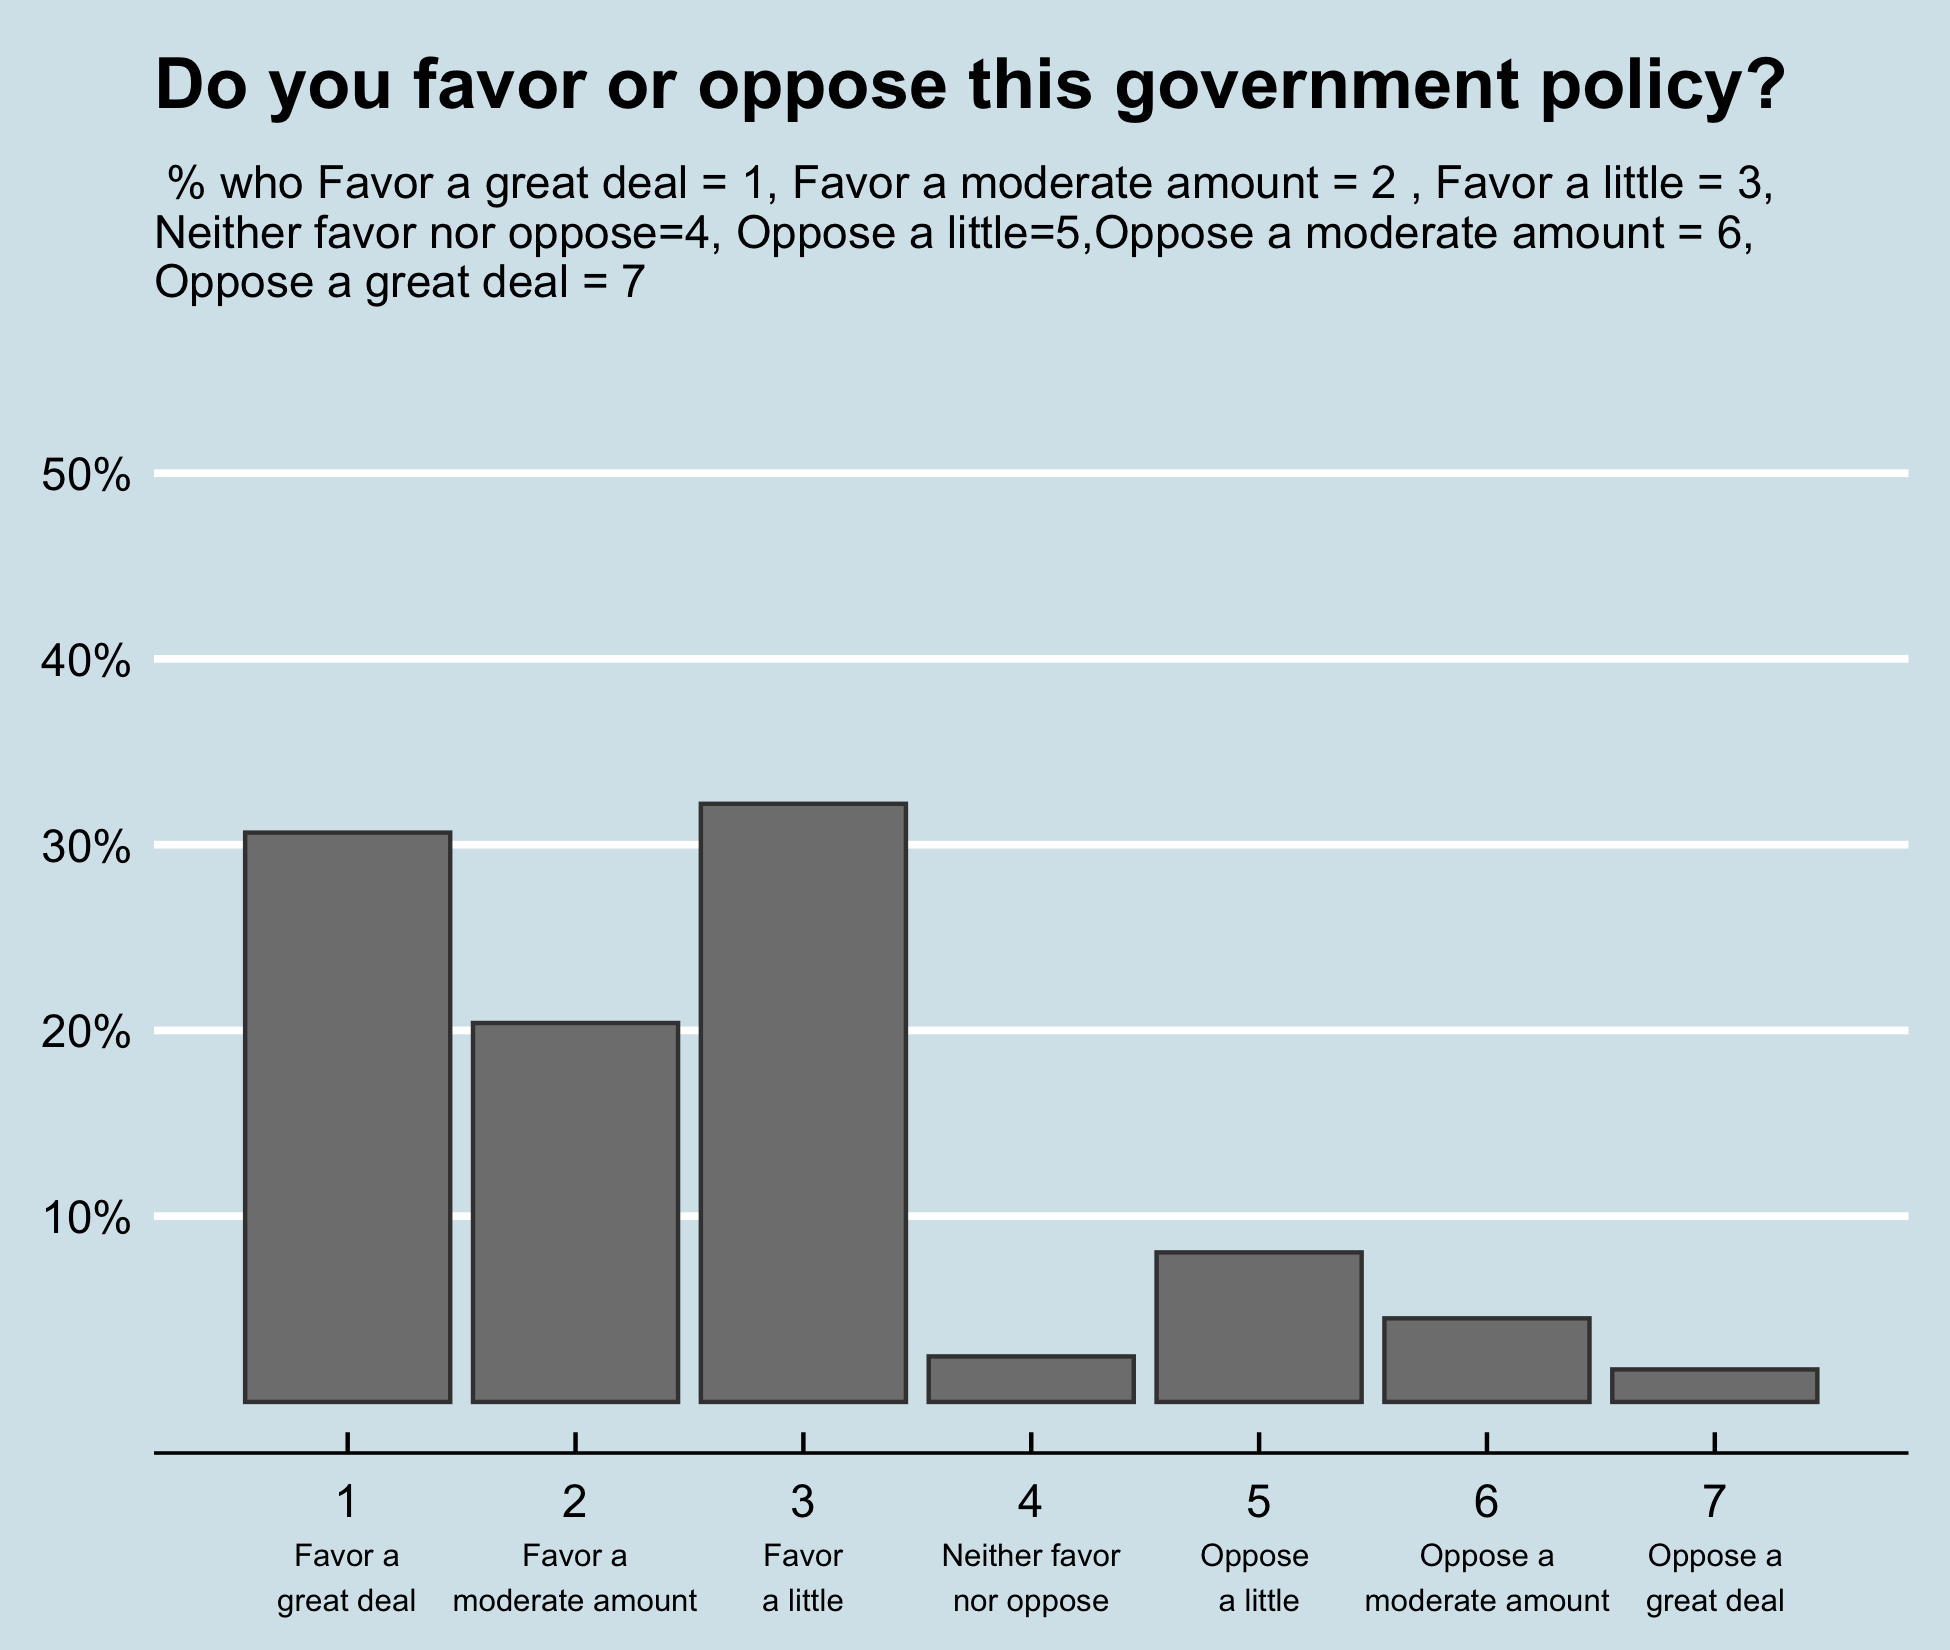 Do you favor or oppose this government policy?
% who Favor a great deal = 1, Favor a moderate amount = 2 , Favor a little = 3,
Neither favor nor oppose=4, Oppose a little=5,Oppose a moderate amount = 6,
Oppose a great deal = 7
50%
40%
30%
20%
10%
1 2 3 4 5 6 7
Favor a Favor a Favor Neither favor Oppose Oppose a Oppose a
great deal moderate amount a little nor oppose a little moderate amount great deal